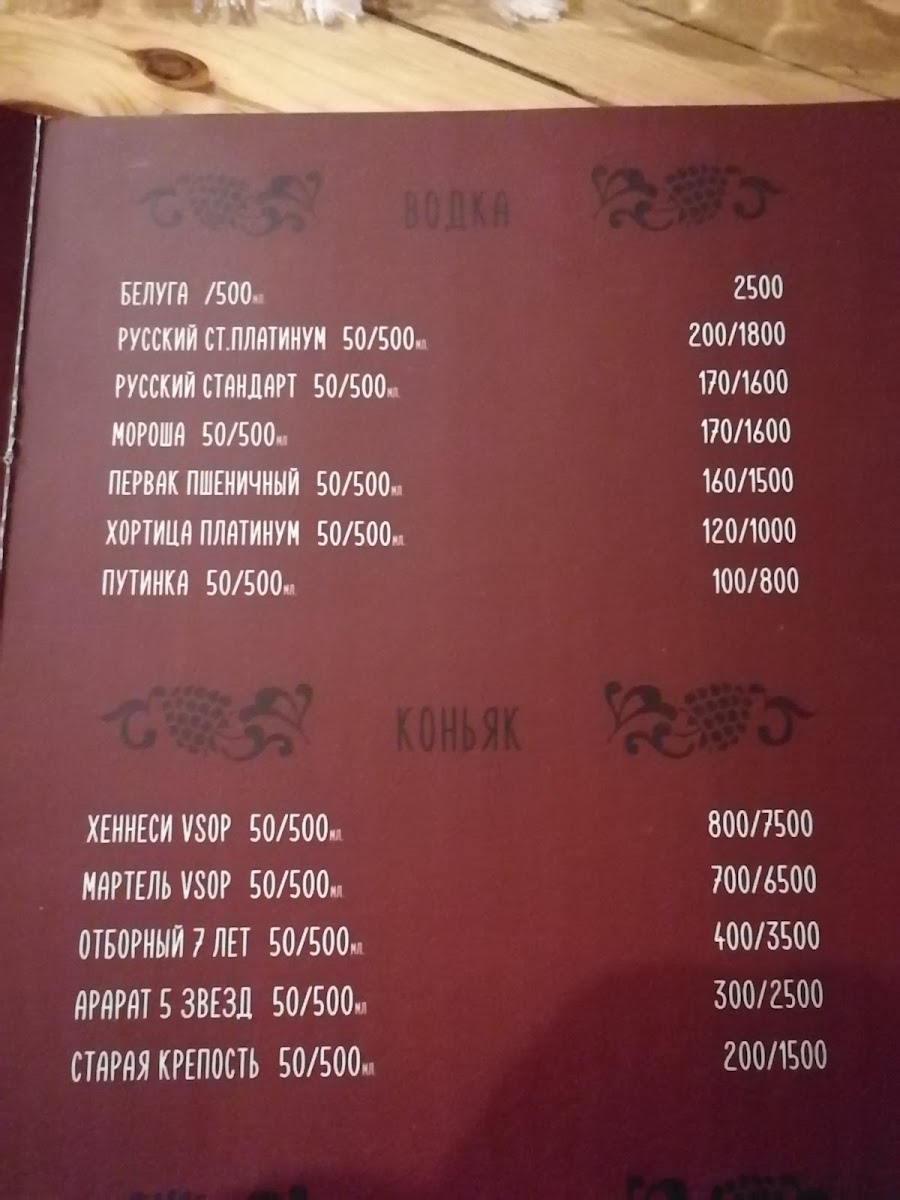 ВОДКА
БЕЛУГА /500мл. 2500
РУССКИЙ СТ.ПЛАТИНУМ 50/500мл. 200/1800
РУССКИЙ СТАНДАРТ 50/500мл. 170/1600
МОРОША 50/500мл 170/1600
ПЕРВАК ПШЕНИЧНЫЙ 50/500мл. 160/1500
ХОРТИЦА ПЛАТИНУМ 50/500мл. 120/1000
ПУТИНКА 50/500мл. 100/800
КОНЬЯК
ХЕННЕСИ VSOP 50/500мл. 800/7500
МАРТЕЛЬ VSOP 50/500мл. 700/6500
ОТБОРНЫЙ 7 ЛЕТ 50/500мл. 400/3500
АРАРАТ 5 ЗВЕЗД 50/500мл 300/2500
СТАРАЯ КРЕПОСТЬ 50/500мл. 200/1500